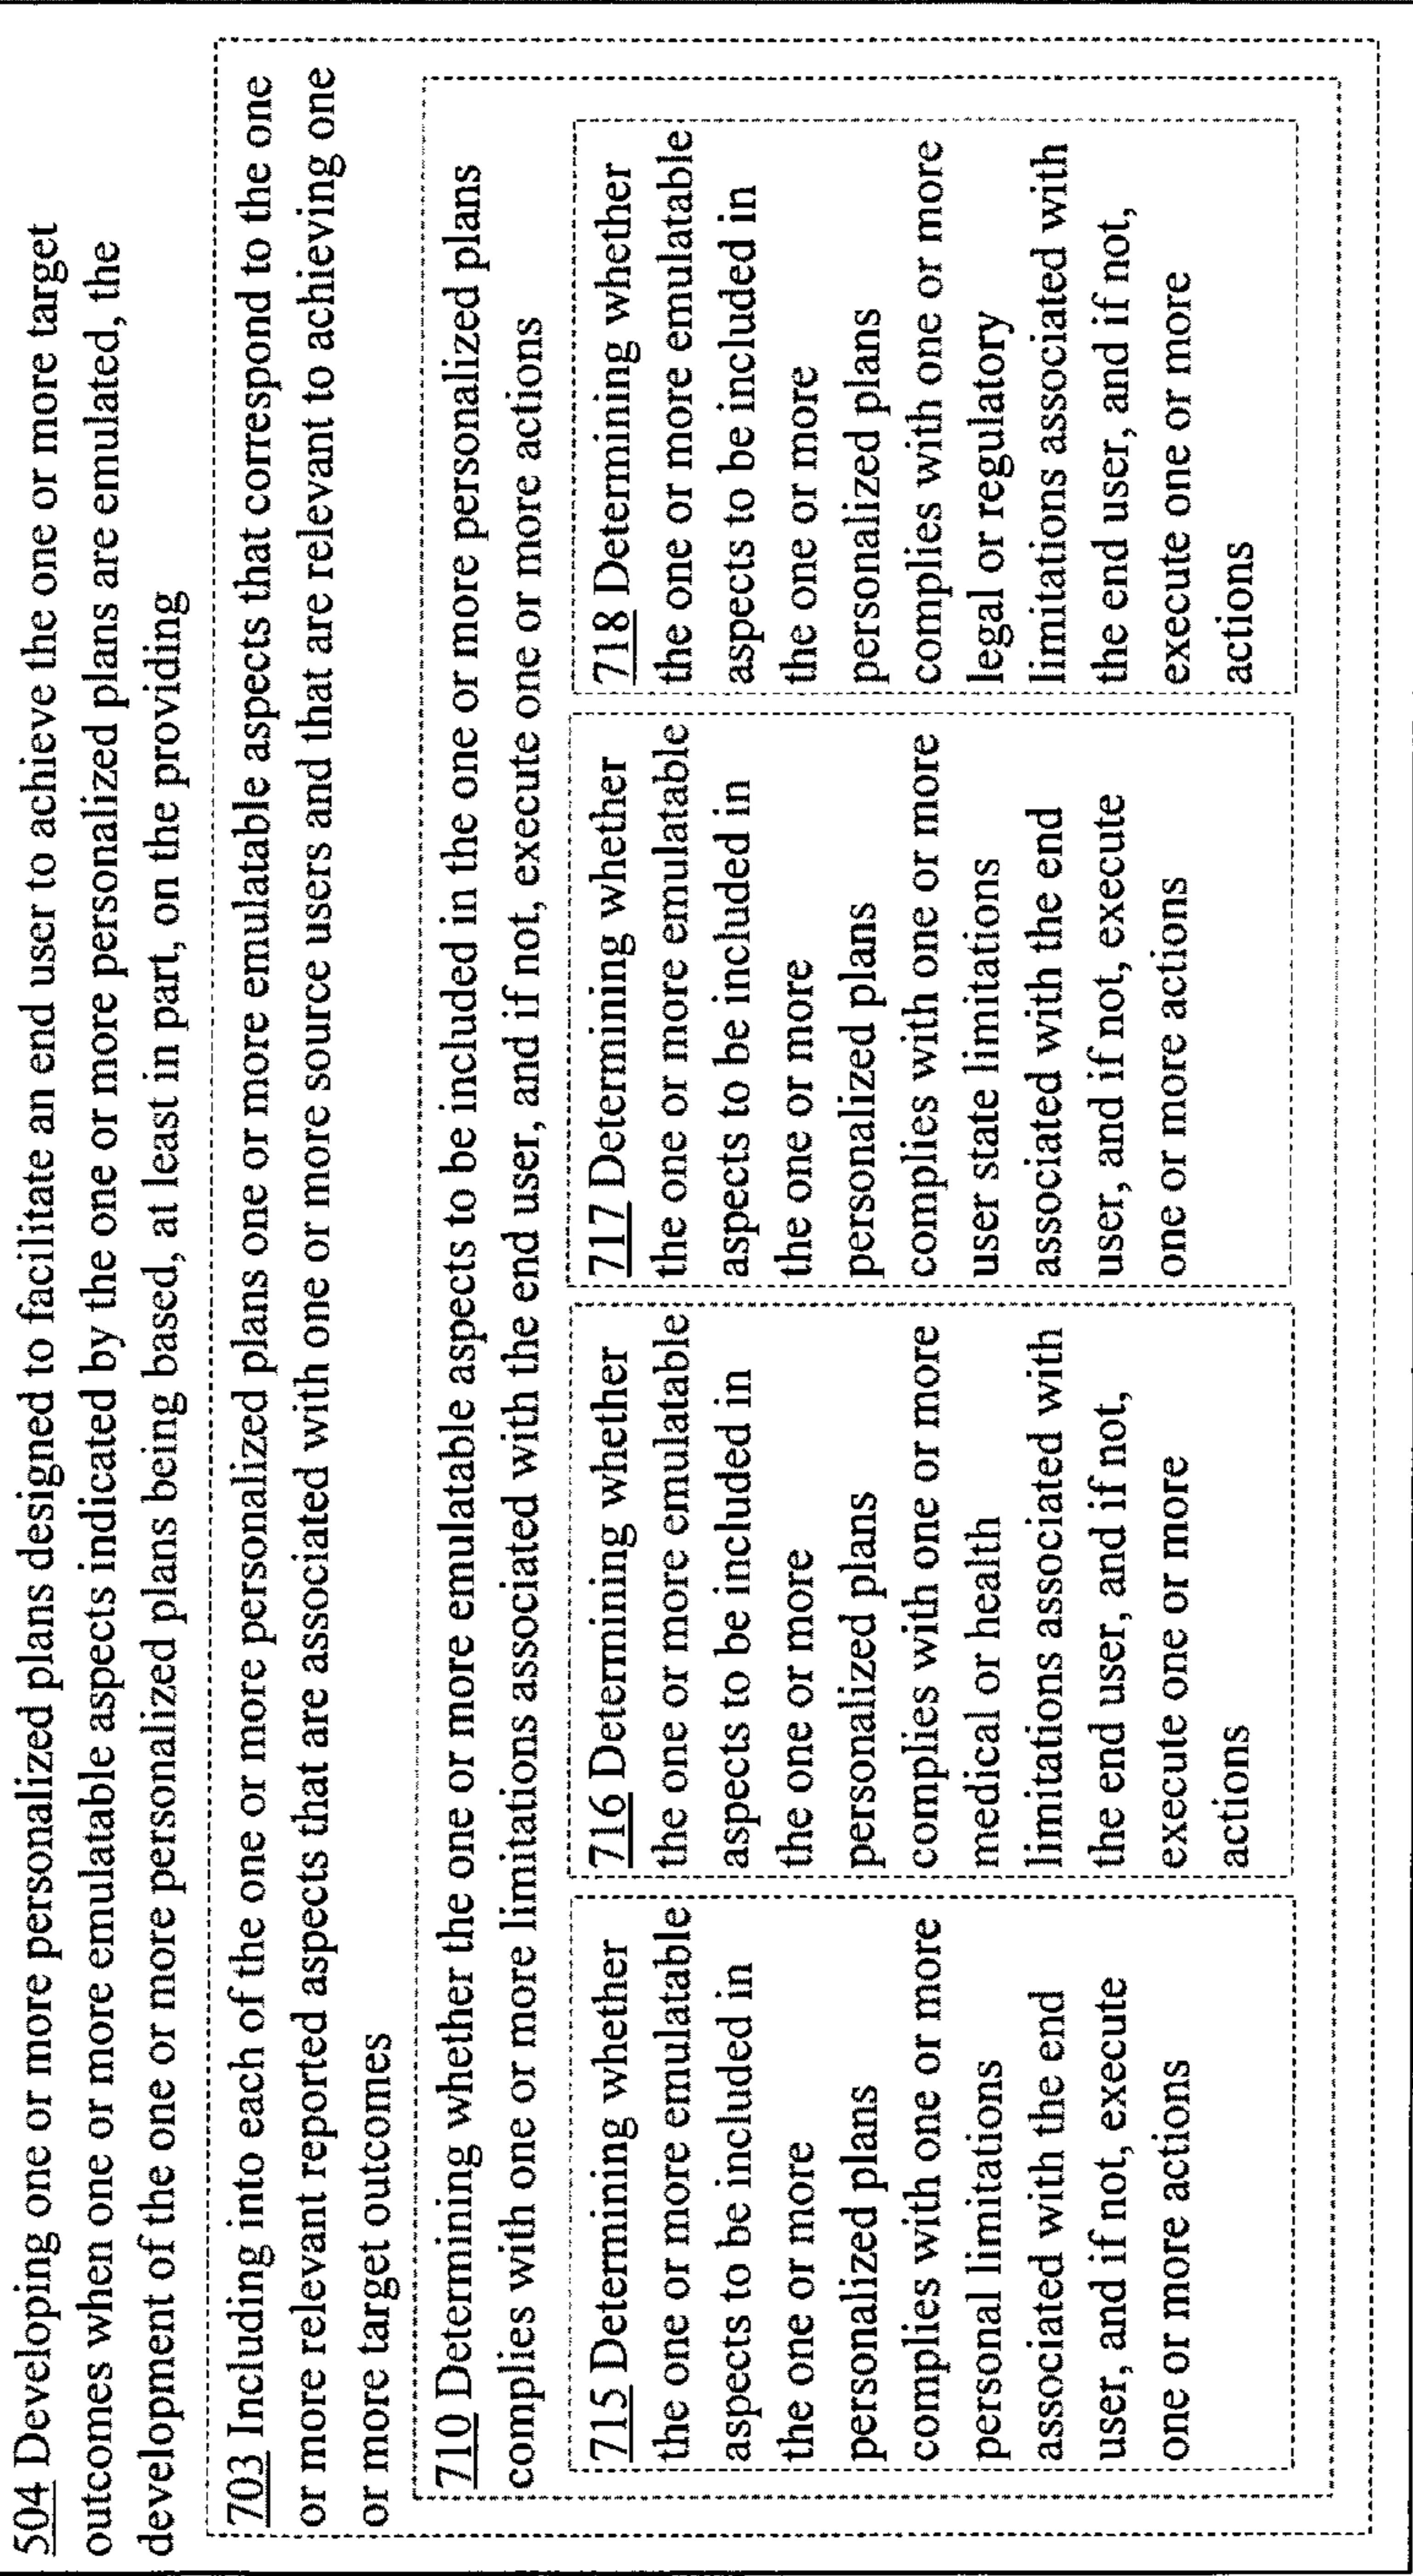 504 Developing one or more personalized plans designed to facilitate an end user to achieve the one or more target
outcomes when one or more emulatable aspects indicated by the one or more personalized plans are emulated, the
development of the one or more personalized plans being based, at least in part, on the providing
703 Including into each of the one or more personalized plans one or more emulatable aspects that correspond to the one
or more relevant reported aspects that are associated with one or more source users and that are relevant to achieving one
or more target outcomes
710 Determining whether the one or more emulatable aspects to be included in the one or more personalized plans
complies with one or more limitations associated with the end user, and if not, execute one or more actions
715 Determining whether
the one or more emulatable
aspects to be included in
the one or more
personalized plans
complies with one or more
personal limitations
associated with the end
user, and if not, execute
one or more actions
716 Determining whether
the one or more emulatable
aspects to be included in
the one or more
personalized plans
complies with one or more
medical or health
limitations associated with
the end user, and if not,
execute one or more
actions
717 Determining whether
the one or more emulatable
aspects to be included in
the one or more
personalized plans
complies with one or more
user state limitations
associated with the end
user, and if not, execute
one or more actions
718 Determining whether
the one or more emulatable
aspects to be included in
the one or more
personalized plans
complies with one or more
legal or regulatory
limitations associated with
the end user, and if not,
execute one or more
actions